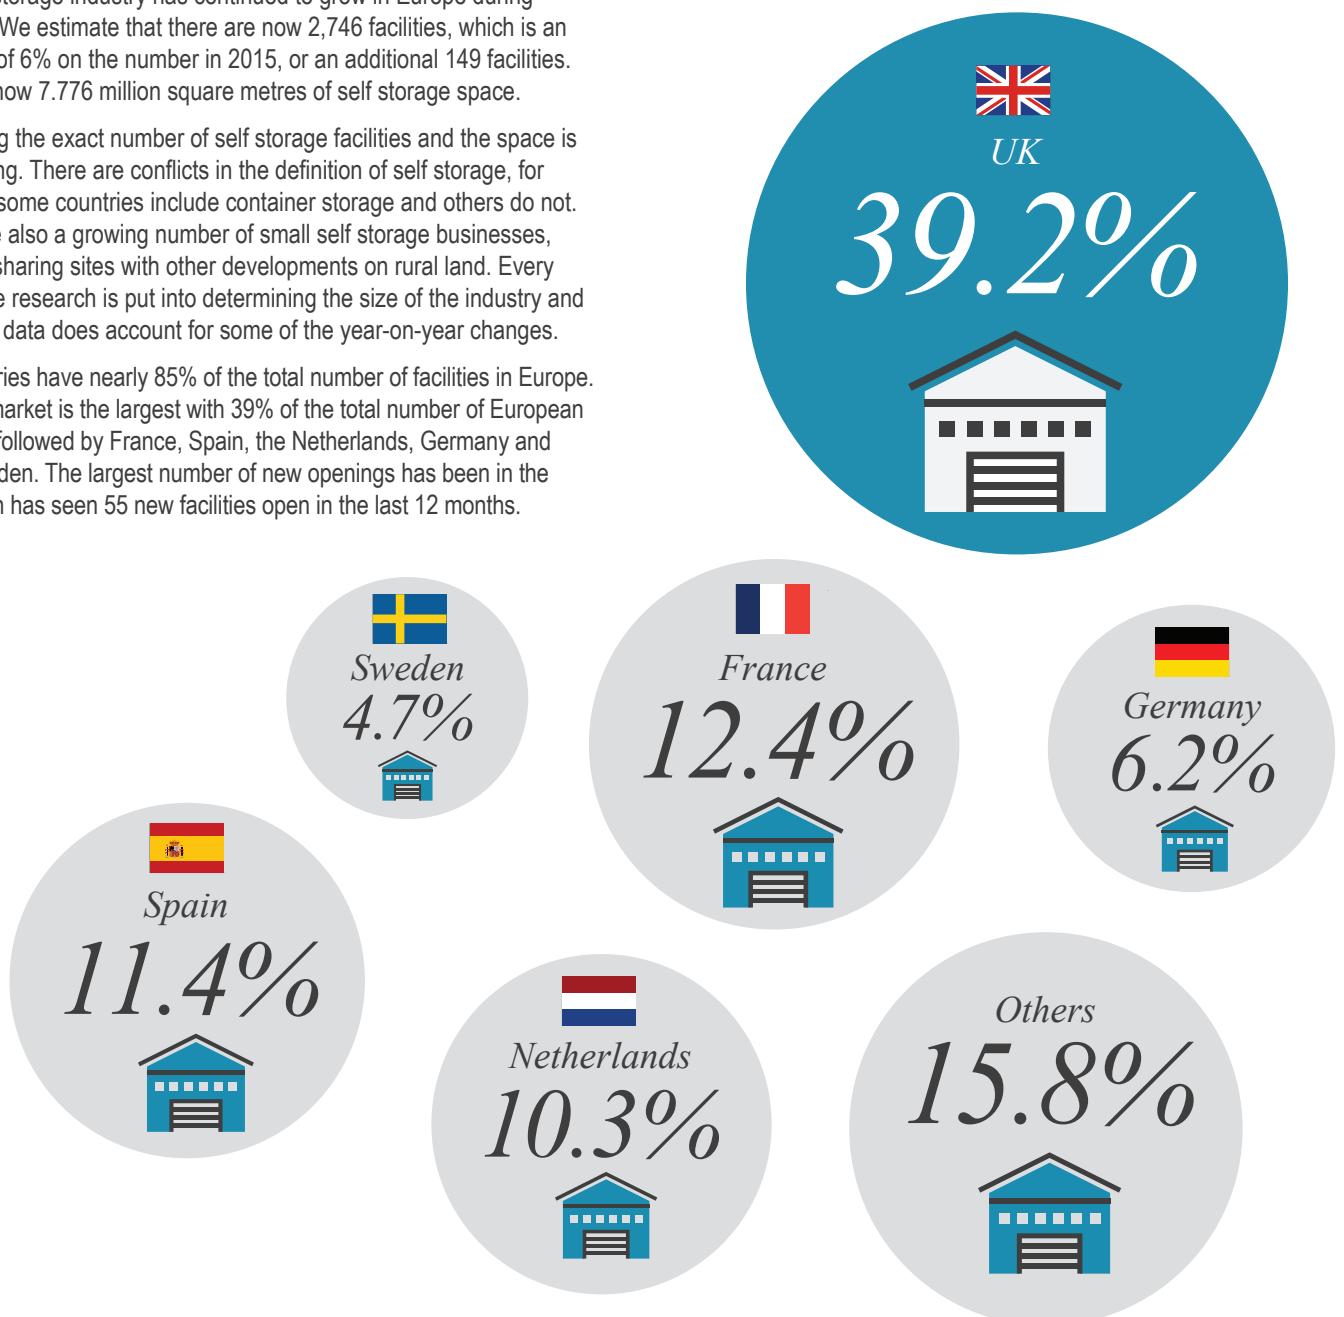 storage industry has continued to grow in Europe during
We estimate that there are now 2,746 facilities, which is an
of 6% on the number in 2015, or an additional 149 facilities.
now 7.776 million square metres of self storage space.
g the exact number of self storage facilities and the space is
ng. There are conflicts in the definition of self storage, for
some countries include container storage and others do not.
e also a growing number of small self storage businesses,
sharing sites with other developments on rural land. Every
e research is put into determining the size of the industry and
data does account for some of the year-on-year changes.
ries have nearly 85% of the total number of facilities in Europe.
market is the largest with 39% of the total number of European
followed by France, Spain, the Netherlands, Germany and
den. The largest number of new openings has been in the
h has seen 55 new facilities open in the last 12 months.
UK
39.2%
Sweden
4.7%
France
12.4%
Germany
6.2%
Spain
11.4%
Netherlands
10.3%
Others
15.8%